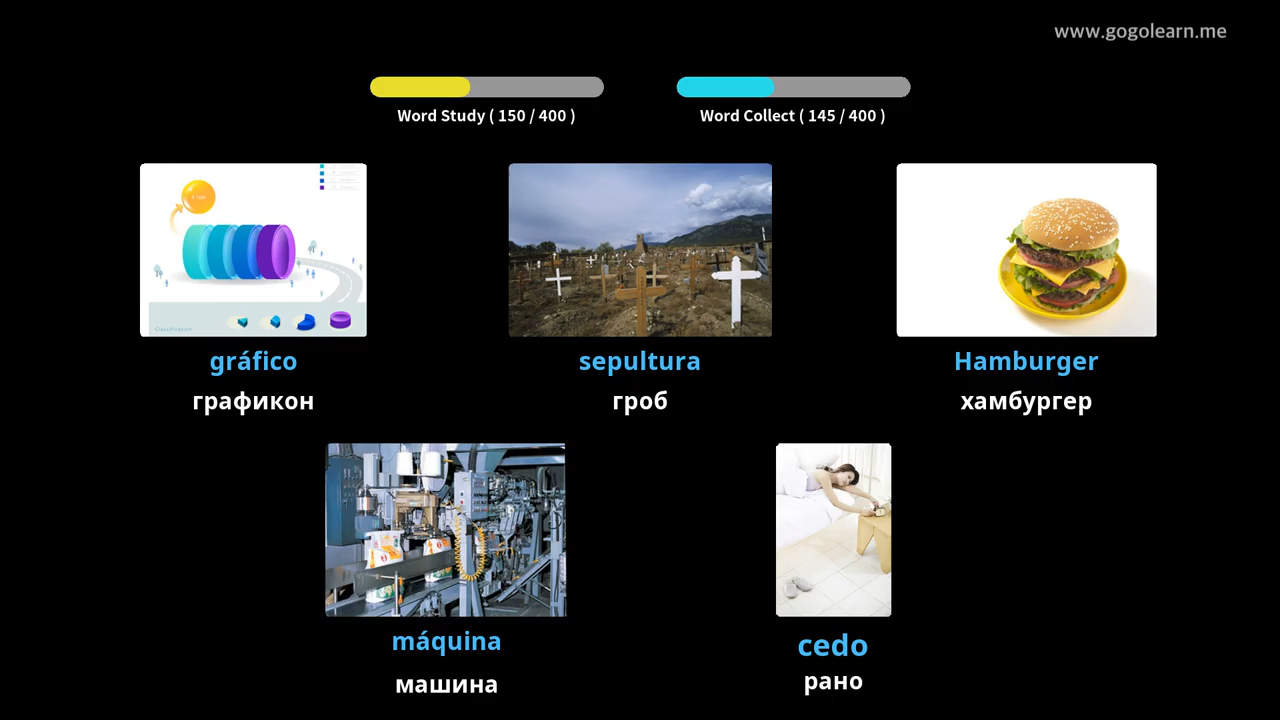 www.gogolearn.me
Word Study ( 150 / 400 )
Word Collect ( 145 / 400 )
gráfico
sepultura
Hamburger
графикон
гроб
хамбургер
máquina
cedo
машина
рано